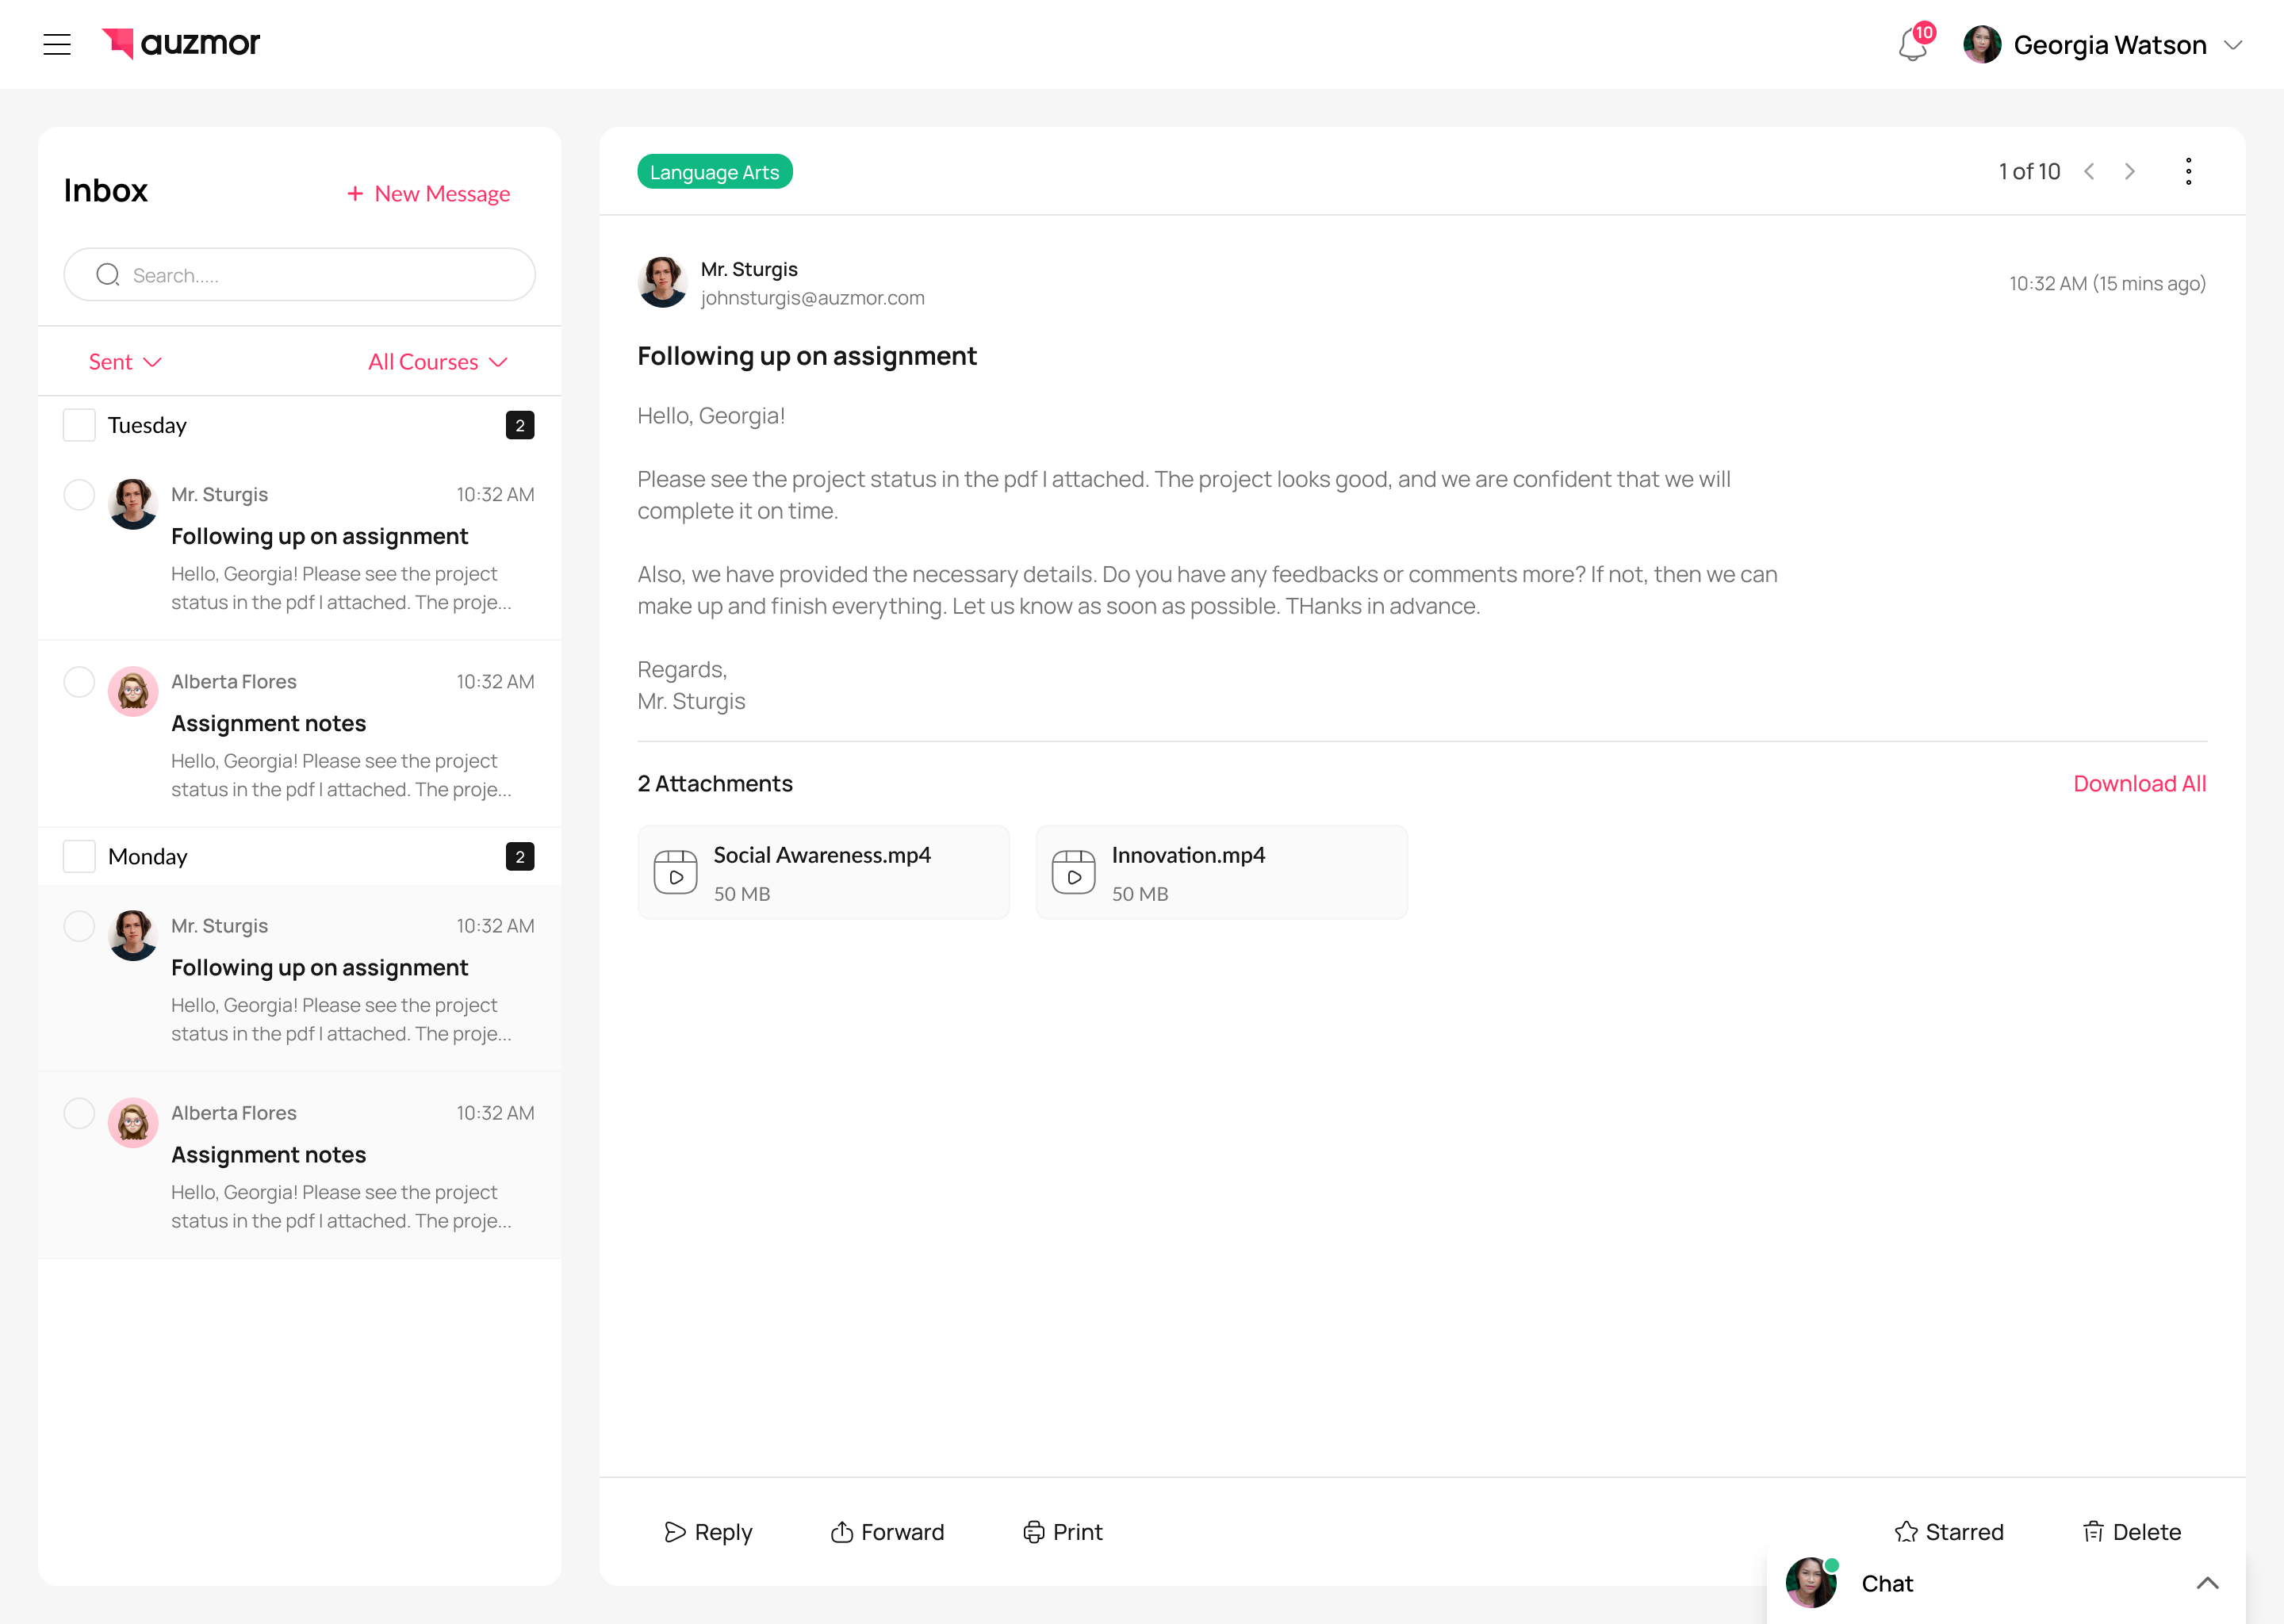 auzmor
10
Georgia Watson
Inbox
+ New Message
Search.....
Sent
All Courses
Tuesday
2
Mr. Sturgis
10:32 AM
Following up on assignment
Hello, Georgia! Please see the project
status in the pdf I attached. The proje...
Alberta Flores
10:32 AM
Assignment notes
Hello, Georgia! Please see the project
status in the pdf I attached. The proje...
Monday
2
Mr. Sturgis
10:32 AM
Following up on assignment
Hello, Georgia! Please see the project
status in the pdf I attached. The proje...
Alberta Flores
10:32 AM
Assignment notes
Hello, Georgia! Please see the project
status in the pdf I attached. The proje...
Language Arts
1 of 10
Mr. Sturgis
johnsturgis@auzmor.com
10:32 AM (15 mins ago)
Following up on assignment
Hello, Georgia!
Please see the project status in the pdf I attached. The project looks good, and we are confident that we will
complete it on time.
Also, we have provided the necessary details. Do you have any feedbacks or comments more? If not, then we can
make up and finish everything. Let us know as soon as possible. THanks in advance.
Regards,
Mr. Sturgis
2 Attachments
Download All
Social Awareness.mp4
50 MB
Innovation.mp4
50 MB
Reply
Forward
Print
Starred
Delete
Chat